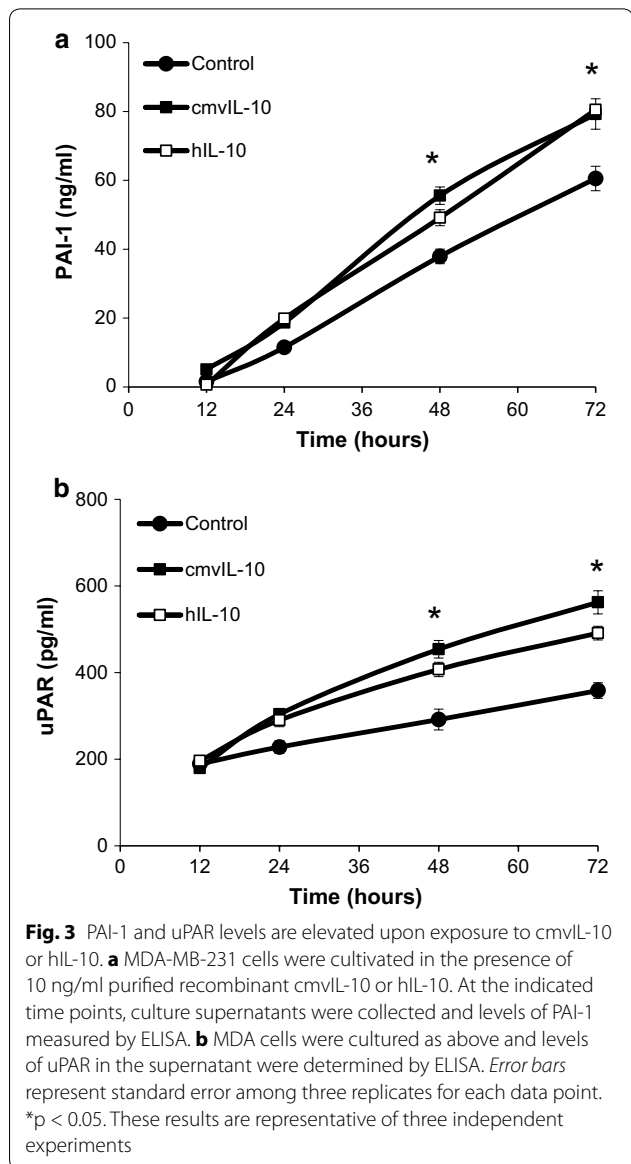 a
100
80
60
40
20
0
PAI-1 (ng/ml)
Control
cmvIL-10
hIL-10
*
*
0 12 24 36 48 60 72
Time (hours)
b
800
600
400
200
0
uPAR (pg/ml)
Control
cmvIL-10
hIL-10
*
*
0 12 24 36 48 60 72
Time (hours)
Fig. 3 PAI-1 and uPAR levels are elevated upon exposure to cmvIL-10
or hIL-10. a MDA-MB-231 cells were cultivated in the presence of
10 ng/ml purified recombinant cmvIL-10 or hIL-10. At the indicated
time points, culture supernatants were collected and levels of PAI-1
measured by ELISA. b MDA cells were cultured as above and levels
of uPAR in the supernatant were determined by ELISA. Error bars
represent standard error among three replicates for each data point.
*p < 0.05. These results are representative of three independent
experiments